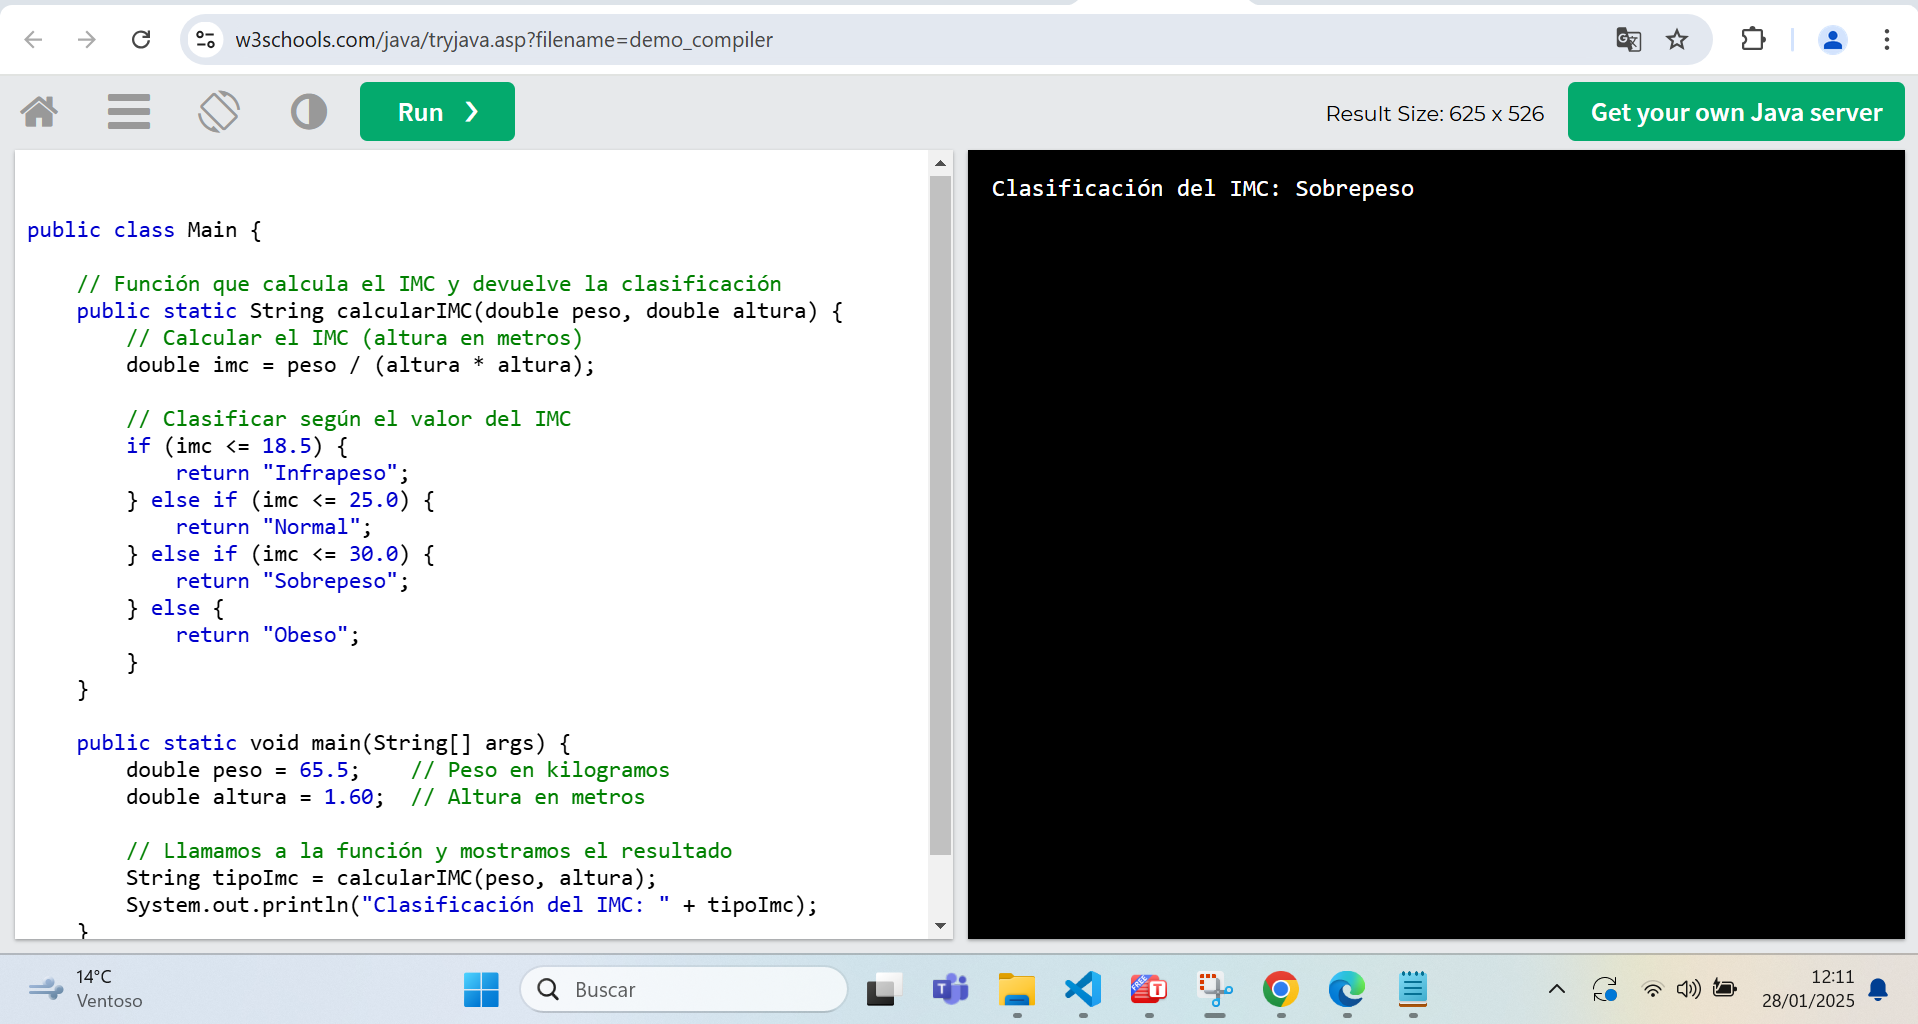 w3schools.com/java/tryjava.asp?filename=demo_compiler
Run ❯
Result Size: 625 x 526
Get your own Java server
public class Main {
// Función que calcula el IMC y devuelve la clasificación
public static String calcularIMC(double peso, double altura) {
// Calcular el IMC (altura en metros)
double imc = peso / (altura * altura);
// Clasificar según el valor del IMC
if (imc <= 18.5) {
return "Infrapeso";
} else if (imc <= 25.0) {
return "Normal";
} else if (imc <= 30.0) {
return "Sobrepeso";
} else {
return "Obeso";
}
}
public static void main(String[] args) {
double peso = 65.5;    // Peso en kilogramos
double altura = 1.60;  // Altura en metros
// Llamamos a la función y mostramos el resultado
String tipoImc = calcularIMC(peso, altura);
System.out.println("Clasificación del IMC: " + tipoImc);
}
Clasificación del IMC: Sobrepeso
14°C
Ventoso
Buscar
T
FREE
T
12:11
28/01/2025